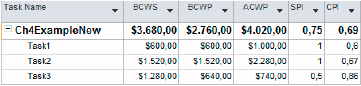 Task Name BCWS BCWP ACWP SPI CPI
Ch4ExampleNew $3.680,00 $2.760,00 $4.020,00 0,75 0,69
Task1 $600,00 $600,00 $1.000,00 1 0,6
Task2 $1.520,00 $1.520,00 $2.280,00 1 0,67
Task3 $1.280,00 $640,00 $740,00 0,5 0,86